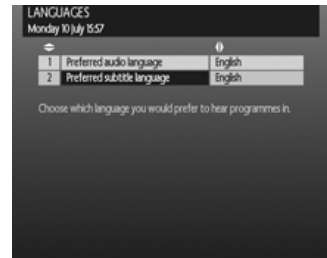 LANGUAGES
Monday 10 July 15:57
1 Preferred audio language English
2 Preferred subtitle language English
Choose which language you would prefer to hear programmes in.